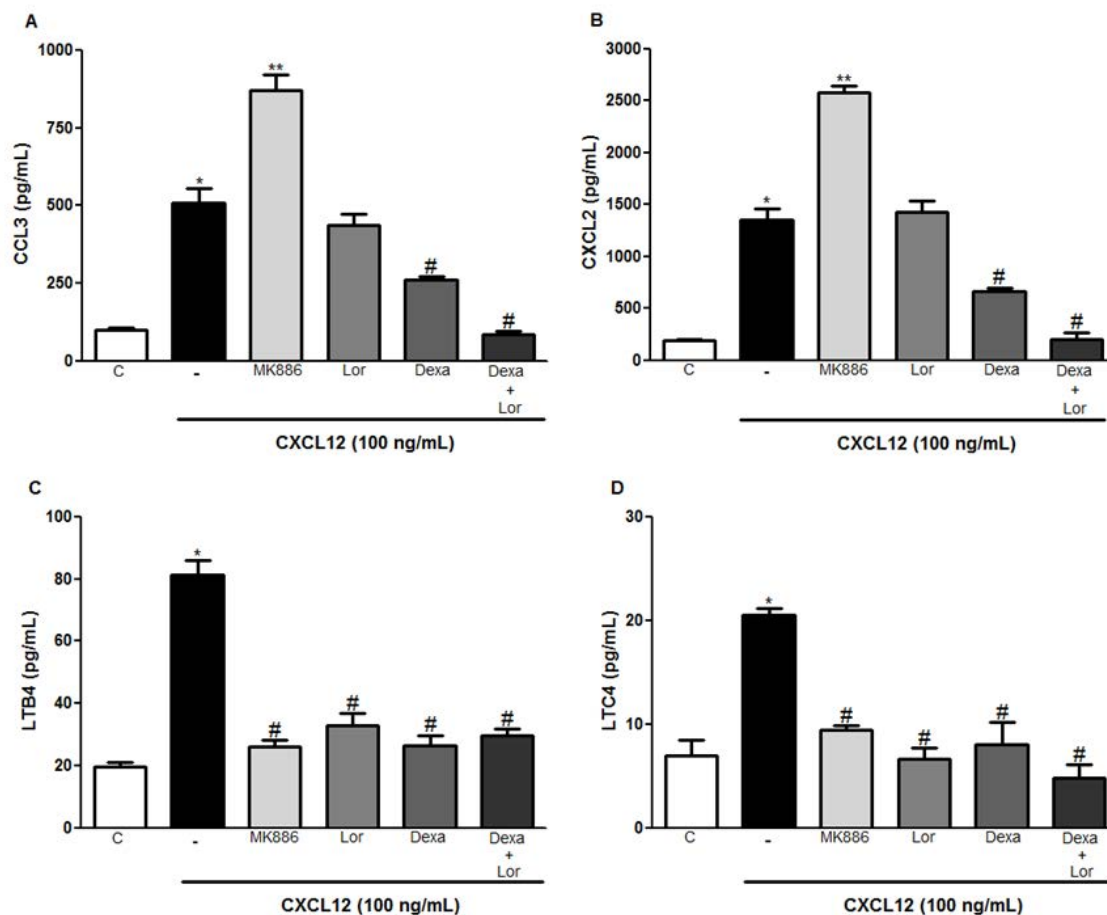 A
CCL3 (pg/mL)
1000
750
500
250
0
*
**
#
#
C
-
MK886
Lor
Dexa
Dexa
+
Lor
CXCL12 (100 ng/mL)
B
CXCL2 (pg/mL)
3000
2500
2000
1500
1000
500
0
*
**
#
#
C
-
MK886
Lor
Dexa
Dexa
+
Lor
CXCL12 (100 ng/mL)
C
LTB4 (pg/mL)
100
80
60
40
20
0
*
#
#
#
#
C
-
MK886
Lor
Dexa
Dexa
+
Lor
CXCL12 (100 ng/mL)
D
LTC4 (pg/mL)
30
20
10
0
*
#
#
#
#
C
-
MK886
Lor
Dexa
Dexa
+
Lor
CXCL12 (100 ng/mL)